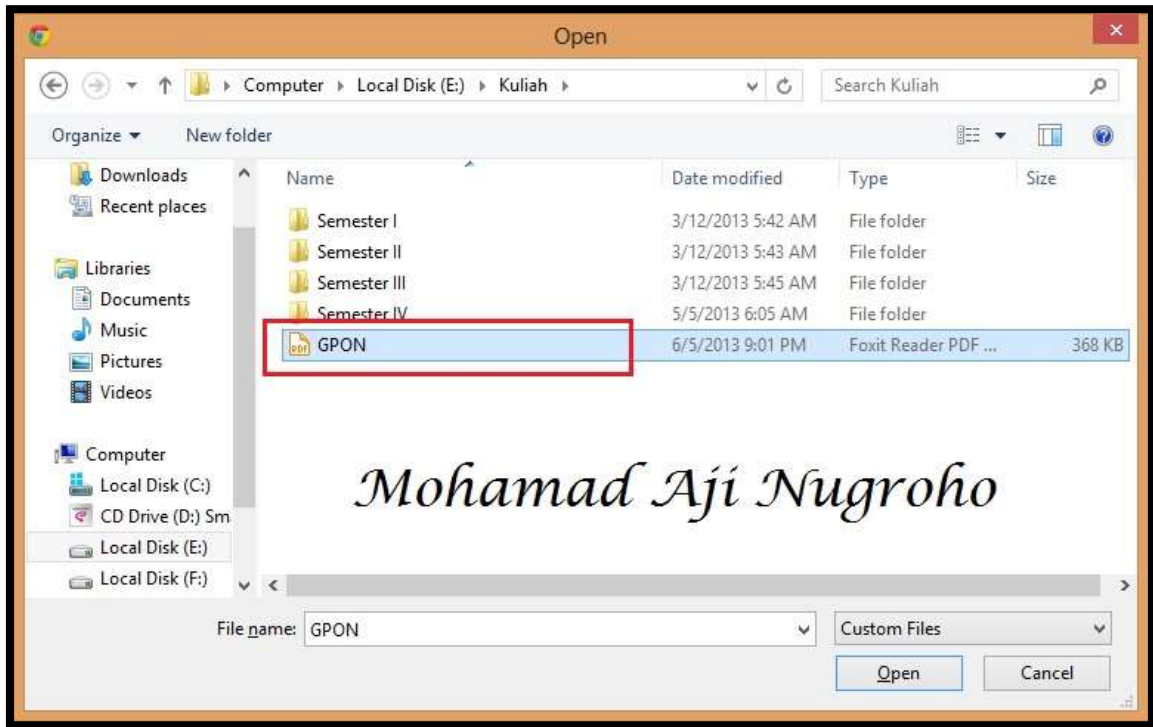 Open
Computer Local Disk (E:) Kuliah Search Kuliah
Organize New folder
Downloads
Recent places
Libraries
Documents
Music
Pictures
Videos
Computer
Local Disk (C:)
CD Drive (D:) Sm
Local Disk (E:)
Local Disk (F:)
Name Date modified Type Size
Semester I 3/12/2013 5:42 AM File folder
Semester II 3/12/2013 5:43 AM File folder
Semester III 3/12/2013 5:45 AM File folder
Semester IV 5/5/2013 6:05 AM File folder
GPON 6/5/2013 9:01 PM Foxit Reader PDF ... 368 KB
PDF
Mohamad Aji Nugroho
File name: GPON Custom Files
Open Cancel